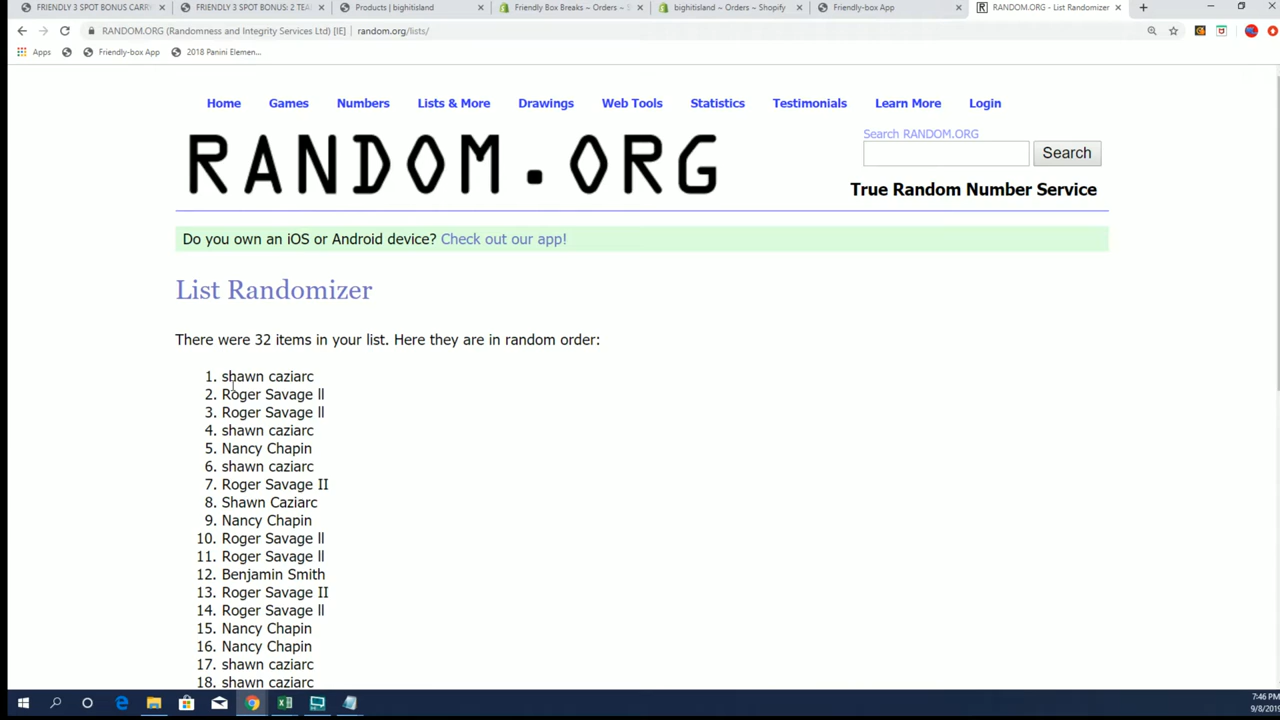 FRIENDLY 3 SPOT BONUS CARRY
FRIENDLY 3 SPOT BONUS: 2 TEA
Products | bighitisland
Friendly Box Breaks ~ Orders ~ S
bighitisland ~ Orders ~ Shopify
Friendly-box App
RANDOM.ORG - List Randomizer
RANDOM.ORG (Randomness and Integrity Services Ltd) [IE] | random.org/lists/
Apps
Friendly-box App
2018 Panini Elemen...
Home Games Numbers Lists & More Drawings Web Tools Statistics Testimonials Learn More Login
RANDOM.ORG
Search RANDOM.ORG
Search
True Random Number Service
Do you own an iOS or Android device? Check out our app!
List Randomizer
There were 32 items in your list. Here they are in random order:
1. shawn caziarc
2. Roger Savage ll
3. Roger Savage ll
4. shawn caziarc
5. Nancy Chapin
6. shawn caziarc
7. Roger Savage II
8. Shawn Caziarc
9. Nancy Chapin
10. Roger Savage ll
11. Roger Savage ll
12. Benjamin Smith
13. Roger Savage II
14. Roger Savage ll
15. Nancy Chapin
16. Nancy Chapin
17. shawn caziarc
18. shawn caziarc
7:46 PM
9/8/2019